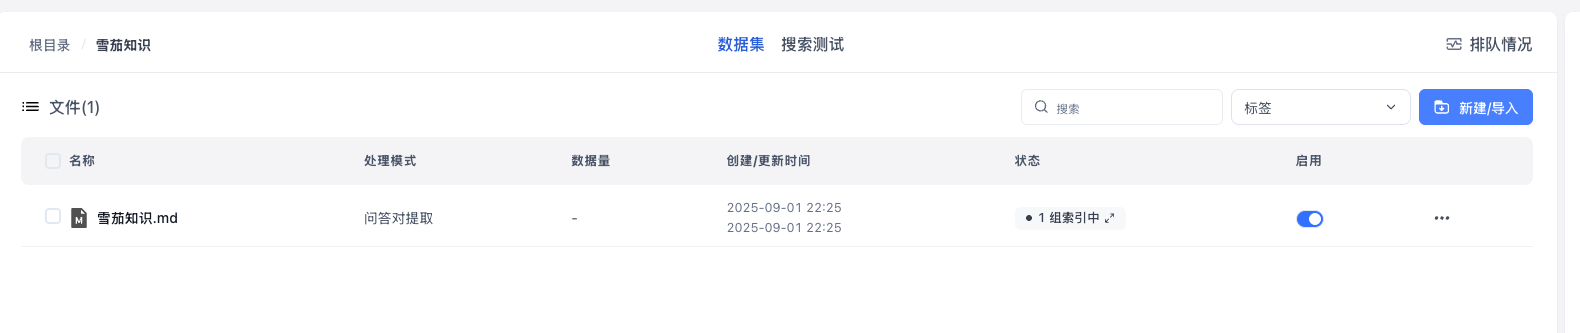 根目录 / 雪茄知识
数据集 搜索测试
排队情况
文件(1)
搜索
标签
新建/导入
名称 处理模式 数据量 创建/更新时间 状态 启用
雪茄知识.md 问答对提取 - 2025-09-01 22:25
2025-09-01 22:25
1 组索引中